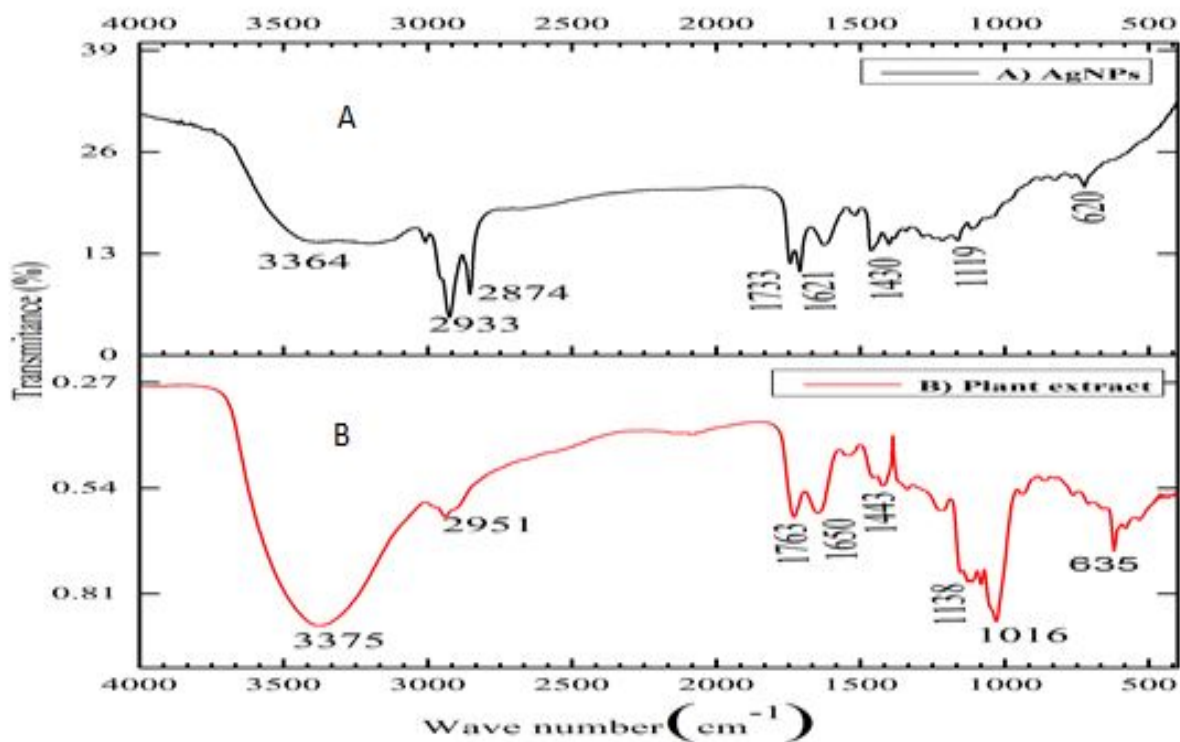 4000 3500 3000 2500 2000 1500 1000 500
39
A) AgNPs
A
26
13
3364
2874
2933
1733
1621
1430
1119
620
0
Transmitance (%)
0.27
B) Plant extract
B
0.54
2951
1763
1650
1443
635
0.81
1138
3375
1016
4000 3500 3000 2500 2000 1500 1000 500
Wave number (cm⁻¹)